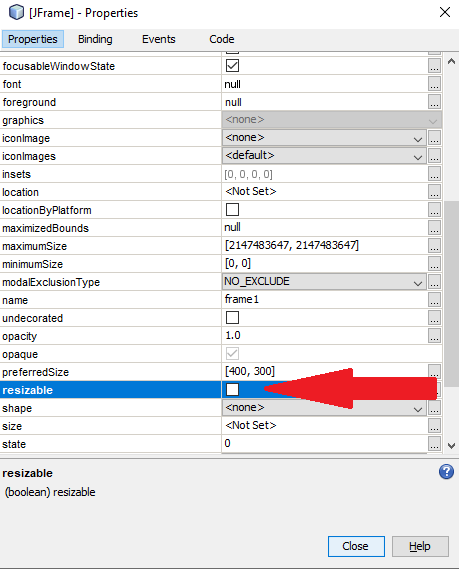 [JFrame] - Properties
Properties Binding Events Code
focusableWindowState
font null ...
foreground null ...
graphics <none> ...
iconImage <none> ...
iconImages <default> ...
insets [0, 0, 0, 0] ...
location <Not Set> ...
locationByPlatform ...
maximizedBounds null ...
maximumSize [2147483647, 2147483647] ...
minimumSize [0, 0] ...
modalExclusionType NO_EXCLUDE ...
name frame1 ...
undecorated ...
opacity 1.0 ...
opaque ...
preferredSize [400, 300] ...
resizable ...
shape <none> ...
size <Not Set> ...
state 0 ...
resizable
(boolean) resizable
?
Close Help